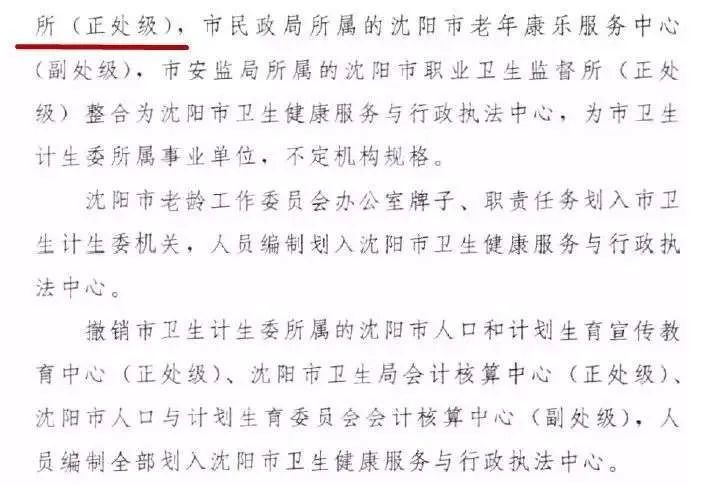 所（正处级），市民政局所属的沈阳市老年康乐服务中心
（副处级），市安监局所属的沈阳市职业卫生监督所（正处
级）整合为沈阳市卫生健康服务与行政执法中心，为市卫生
计生委所属事业单位，不定机构规格。
沈阳市老龄工作委员会办公室牌子、职责任务划入市卫
生计生委机关，人员编制划入沈阳市卫生健康服务与行政执
法中心。
撤销市卫生计生委所属的沈阳市人口和计划生育宣传教
育中心（正处级）、沈阳市卫生局会计核算中心（正处级）、
沈阳市人口与计划生育委员会会计核算中心（副处级），人
员编制全部划入沈阳市卫生健康服务与行政执法中心。